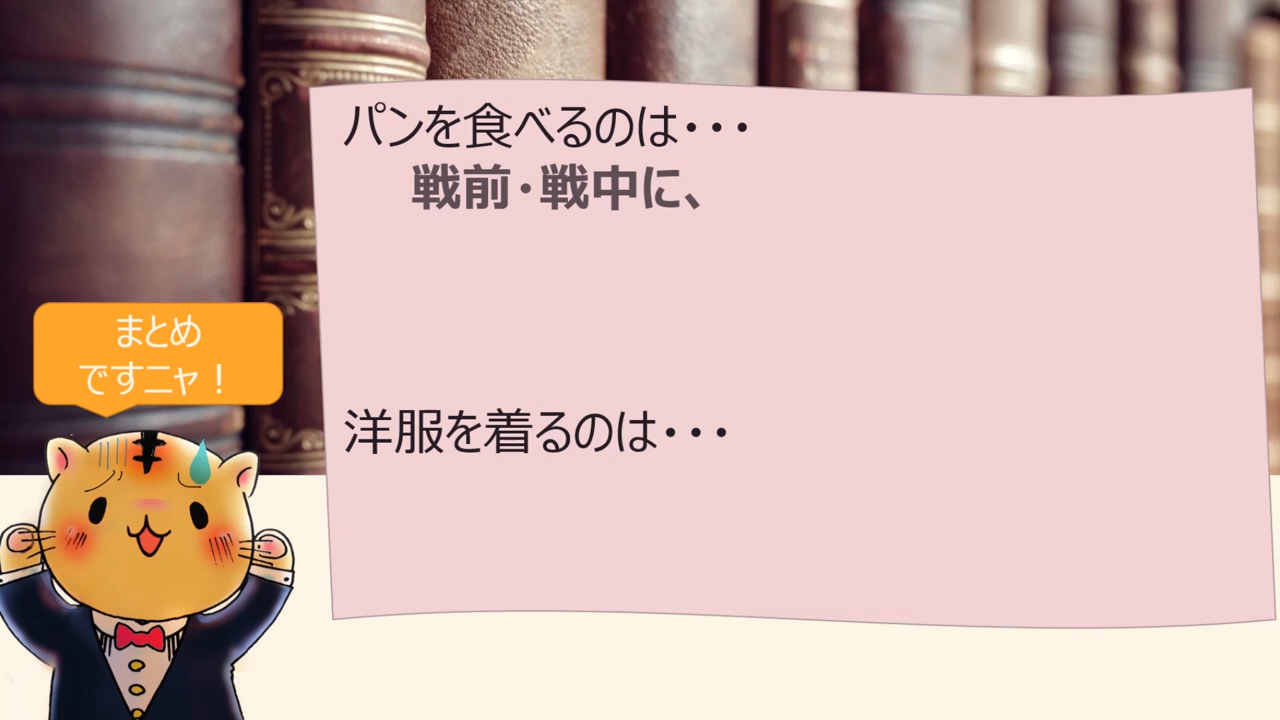 パンを食べるのは・・・
戦前・戦中に、
まとめ
ですニャ！
洋服を着るのは・・・